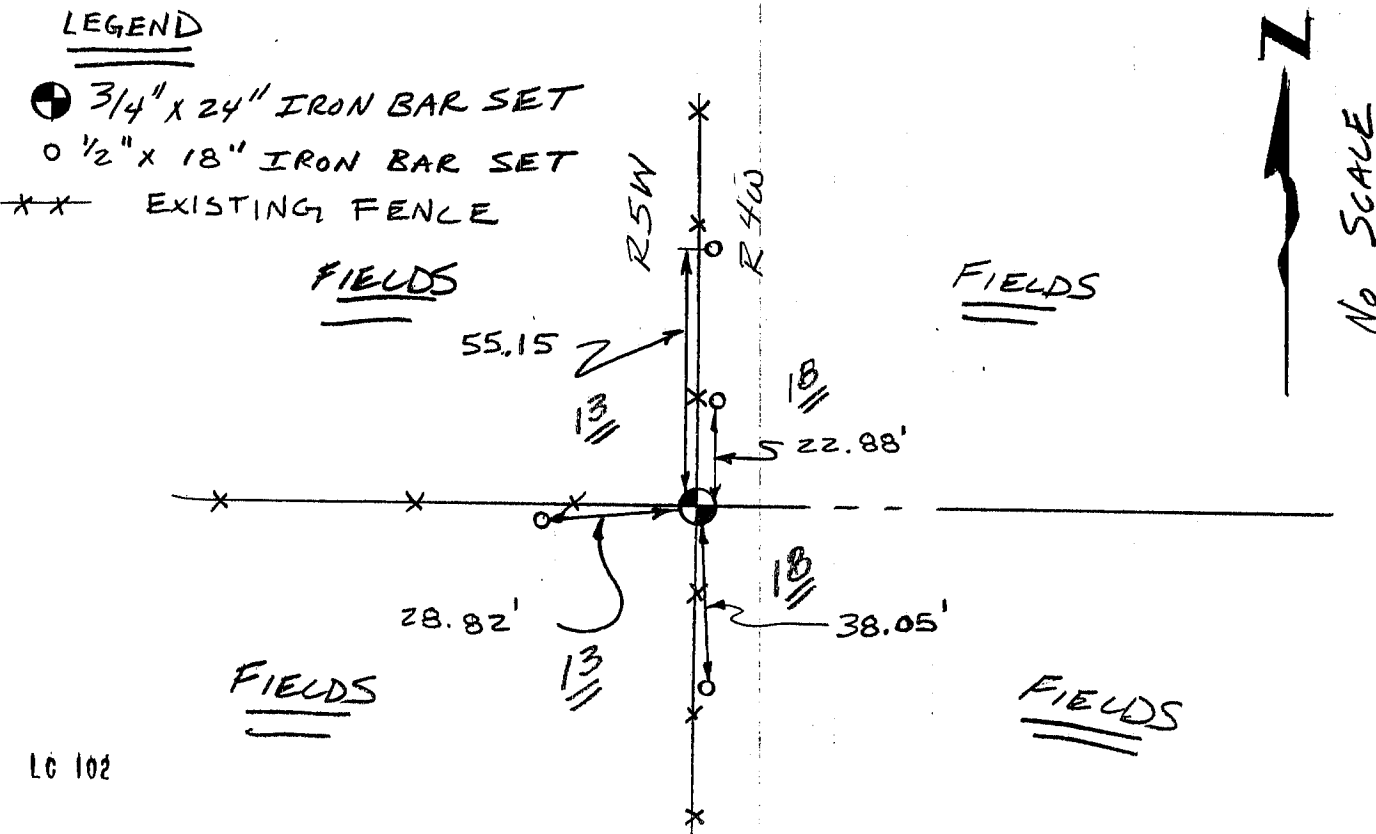 LEGEND
3/4" X 24" IRON BAR SET
1/2" X 18" IRON BAR SET
EXISTING FENCE
N
No SCALE
R5W
R4W
FIELDS
FIELDS
55.15
13
18
22.88'
18
28.82'
38.05'
13
FIELDS
FIELDS
LC 102